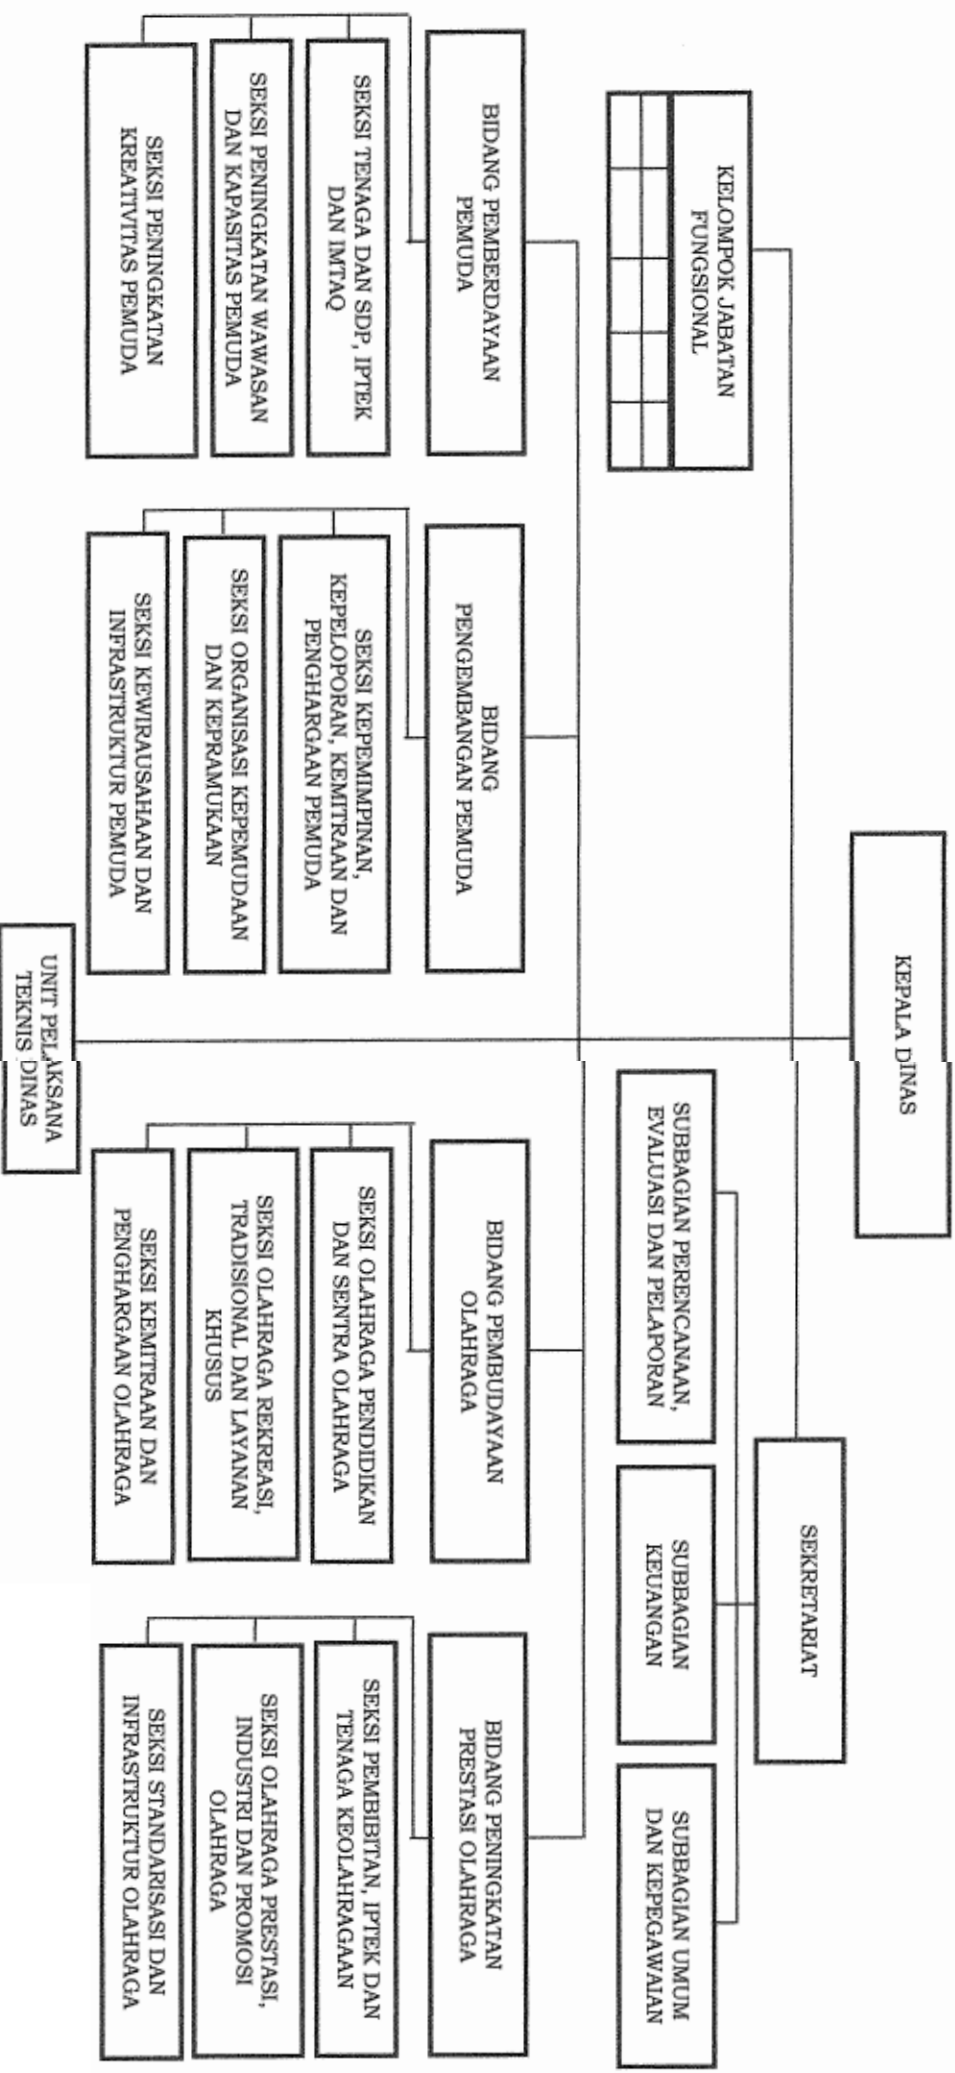 KEPALA DINAS
KELOMPOK JABATAN
FUNGSIONAL
SEKRETARIAT
SUBBAGIAN PERENCANAAN,
EVALUASI DAN PELAPORAN
SUBBAGIAN
KEUANGAN
SUBBAGIAN UMUM
DAN KEPEGAWAIAN
BIDANG PEMBERDAYAAN
PEMUDA
SEKSI TENAGA DAN SDP, IPTEK
DAN IMTAQ
SEKSI PENINGKATAN WAWASAN
DAN KAPASITAS PEMUDA
SEKSI PENINGKATAN
KREATIVITAS PEMUDA
BIDANG
PENGEMBANGAN PEMUDA
SEKSI KEPEMIMPINAN,
KEPELOPORAN, KEMITRAAN DAN
PENGHARGAAN PEMUDA
SEKSI ORGANISASI KEPEMUDAAN
DAN KEPRAMUKAAN
SEKSI KEWIRAUSAHAAN DAN
INFRASTRUKTUR PEMUDA
BIDANG PEMBUDAYAAN
OLAHRAGA
SEKSI OLAHRAGA PENDIDIKAN
DAN SENTRA OLAHRAGA
SEKSI OLAHRAGA REKREASI,
TRADISIONAL DAN LAYANAN
KHUSUS
SEKSI KEMITRAAN DAN
PENGHARGAAN OLAHRAGA
BIDANG PENINGKATAN
PRESTASI OLAHRAGA
SEKSI PEMBIBITAN, IPTEK DAN
TENAGA KEOLAHRAGAAN
SEKSI OLAHRAGA PRESTASI,
INDUSTRI DAN PROMOSI
OLAHRAGA
SEKSI STANDARISASI DAN
INFRASTRUKTUR OLAHRAGA
UNIT PELAKSANA
TEKNIS DINAS